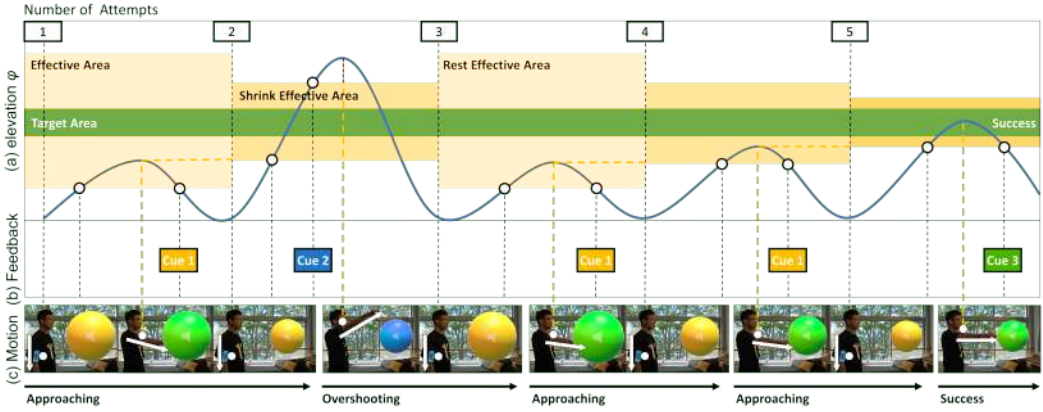 Number of Attempts
1
2
3
4
5
Effective Area
Rest Effective Area
Shrink Effective Area
Target Area
Success
(a) elevation φ
(b) Feedback
Cue 1
Cue 2
Cue 1
Cue 1
Cue 3
(c) Motion
Approaching
Overshooting
Approaching
Approaching
Success